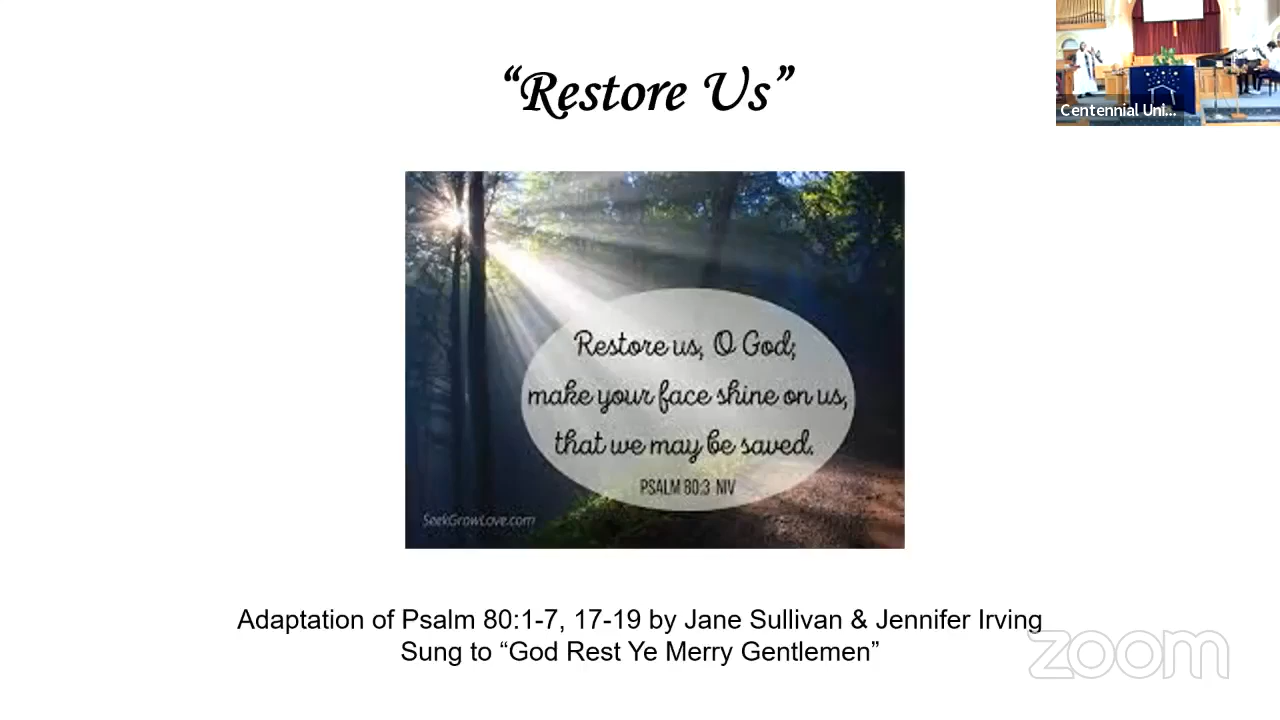 “Restore Us”
Centennial Uni...
Restore us, O God;
make your face shine on us,
that we may be saved.
PSALM 80:3 NIV
SeekGrowLove.com
Adaptation of Psalm 80:1-7, 17-19 by Jane Sullivan & Jennifer Irving
Sung to “God Rest Ye Merry Gentlemen”
zoom